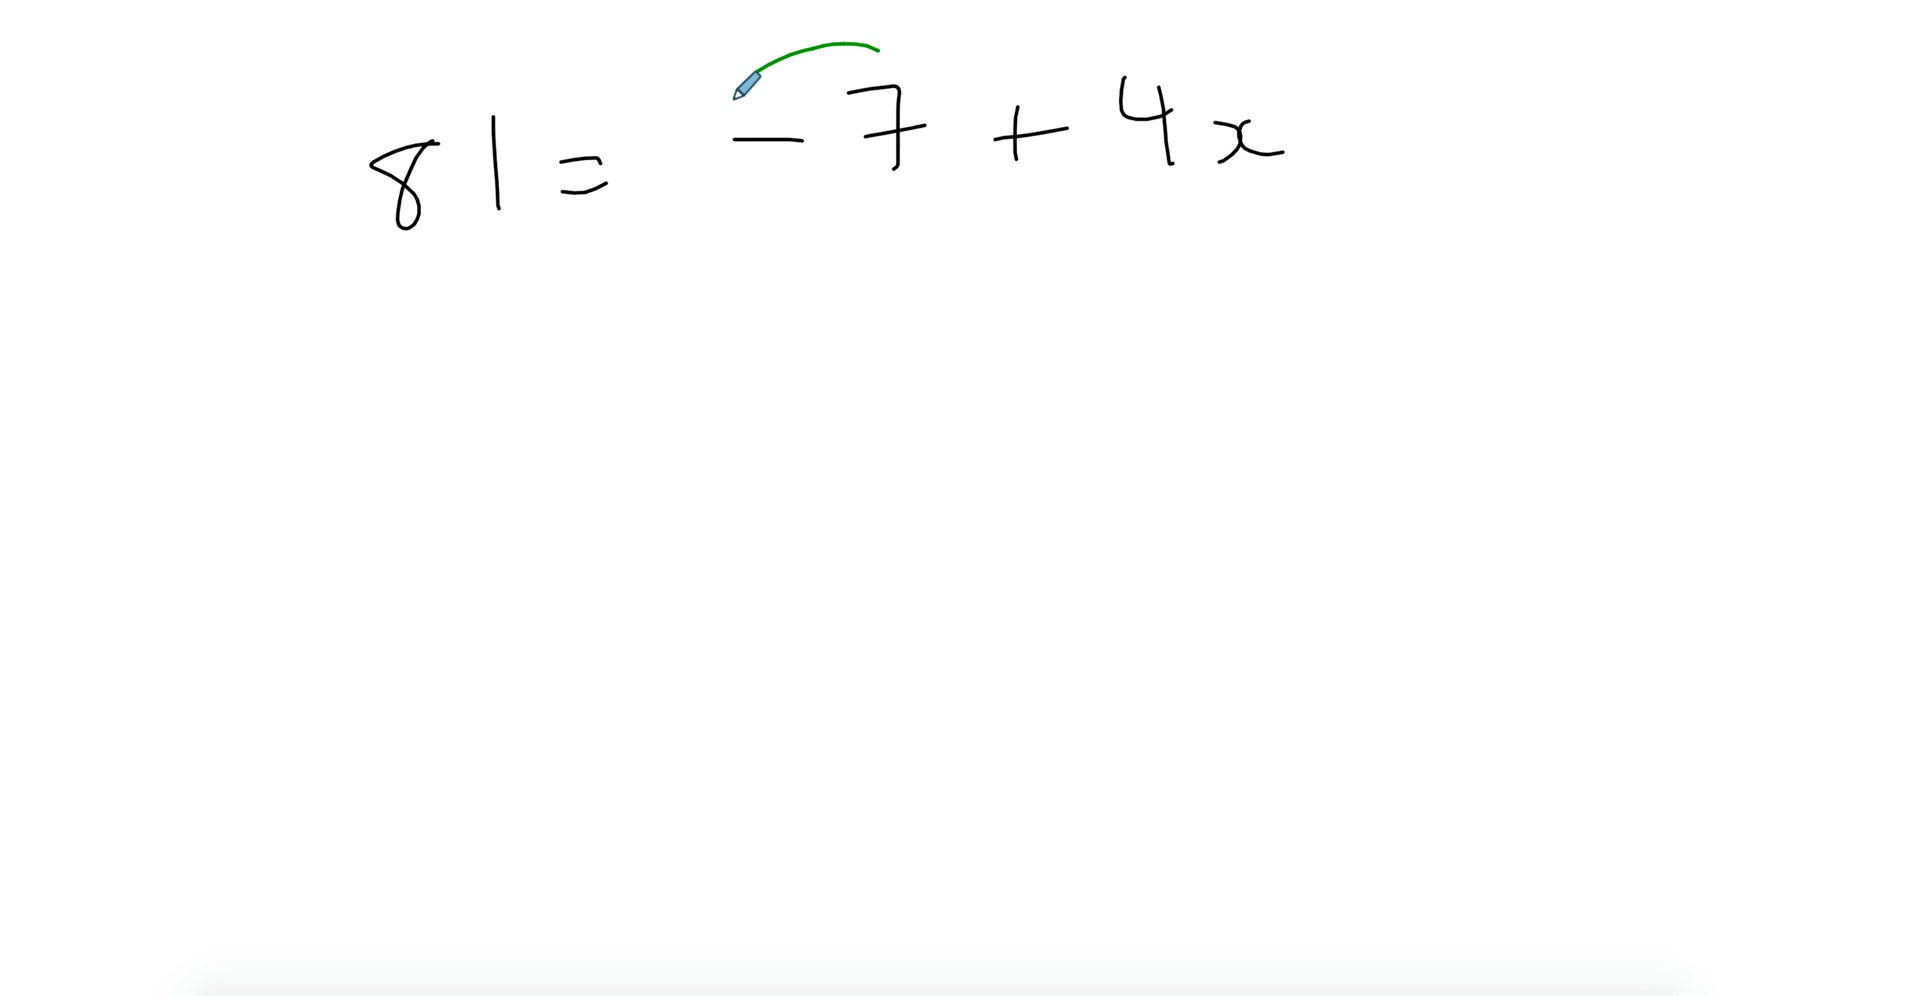 81 = - 7 + 4x